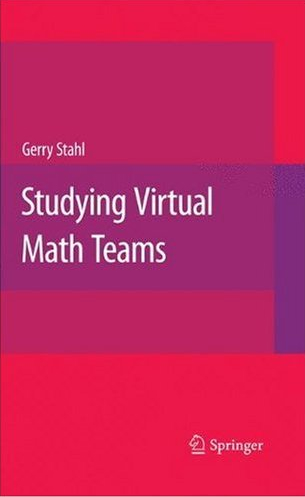 Gerry Stahl
Studying Virtual
Math Teams
Springer